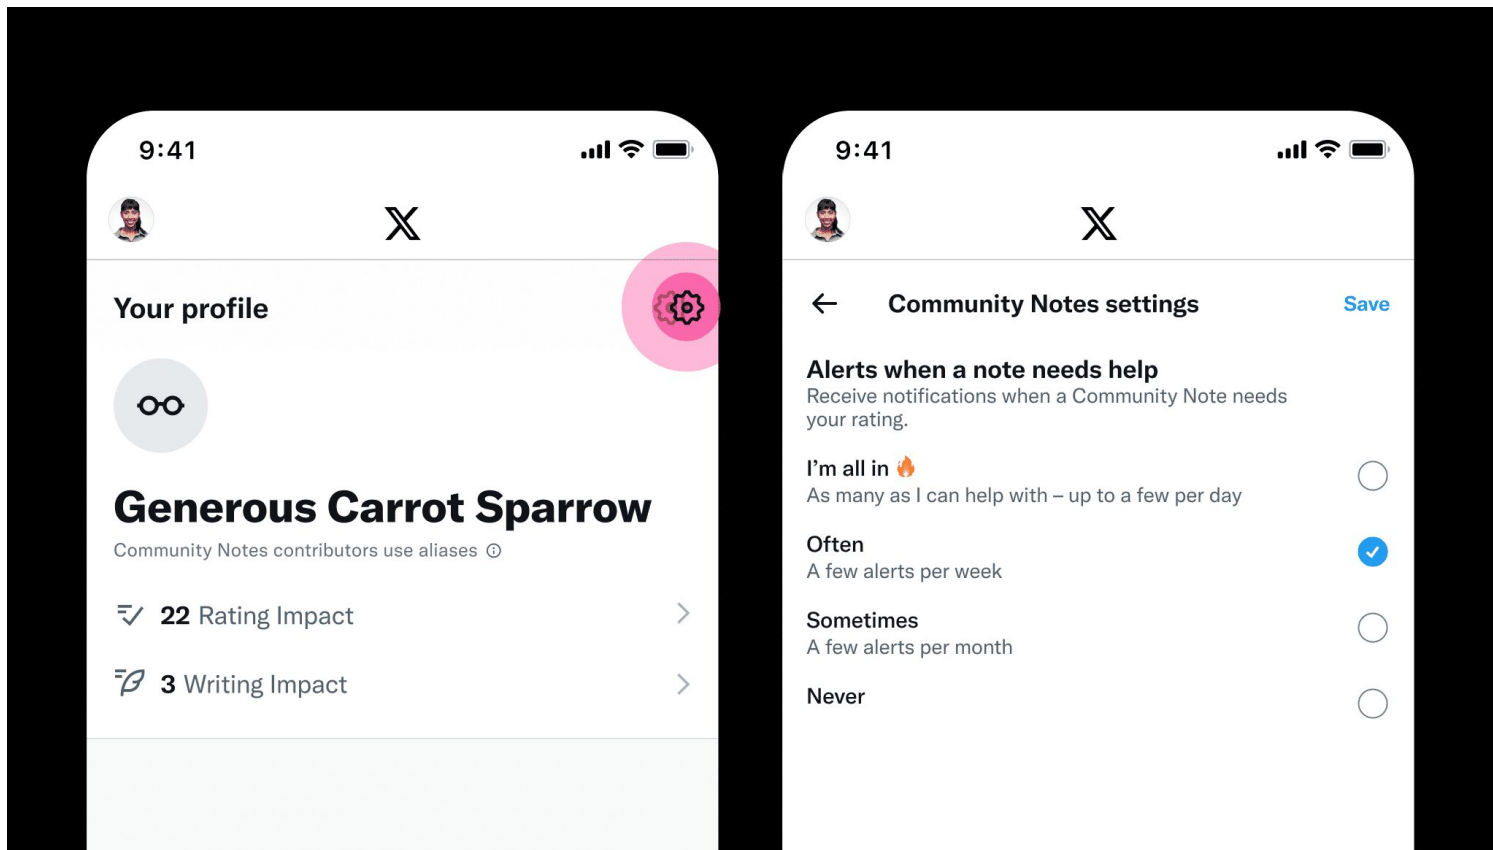 9:41
Your profile
Generous Carrot Sparrow
Community Notes contributors use aliases
22 Rating Impact
3 Writing Impact
9:41
Community Notes settings
Save
Alerts when a note needs help
Receive notifications when a Community Note needs
your rating.
I’m all in 🔥
As many as I can help with – up to a few per day
Often
A few alerts per week
Sometimes
A few alerts per month
Never